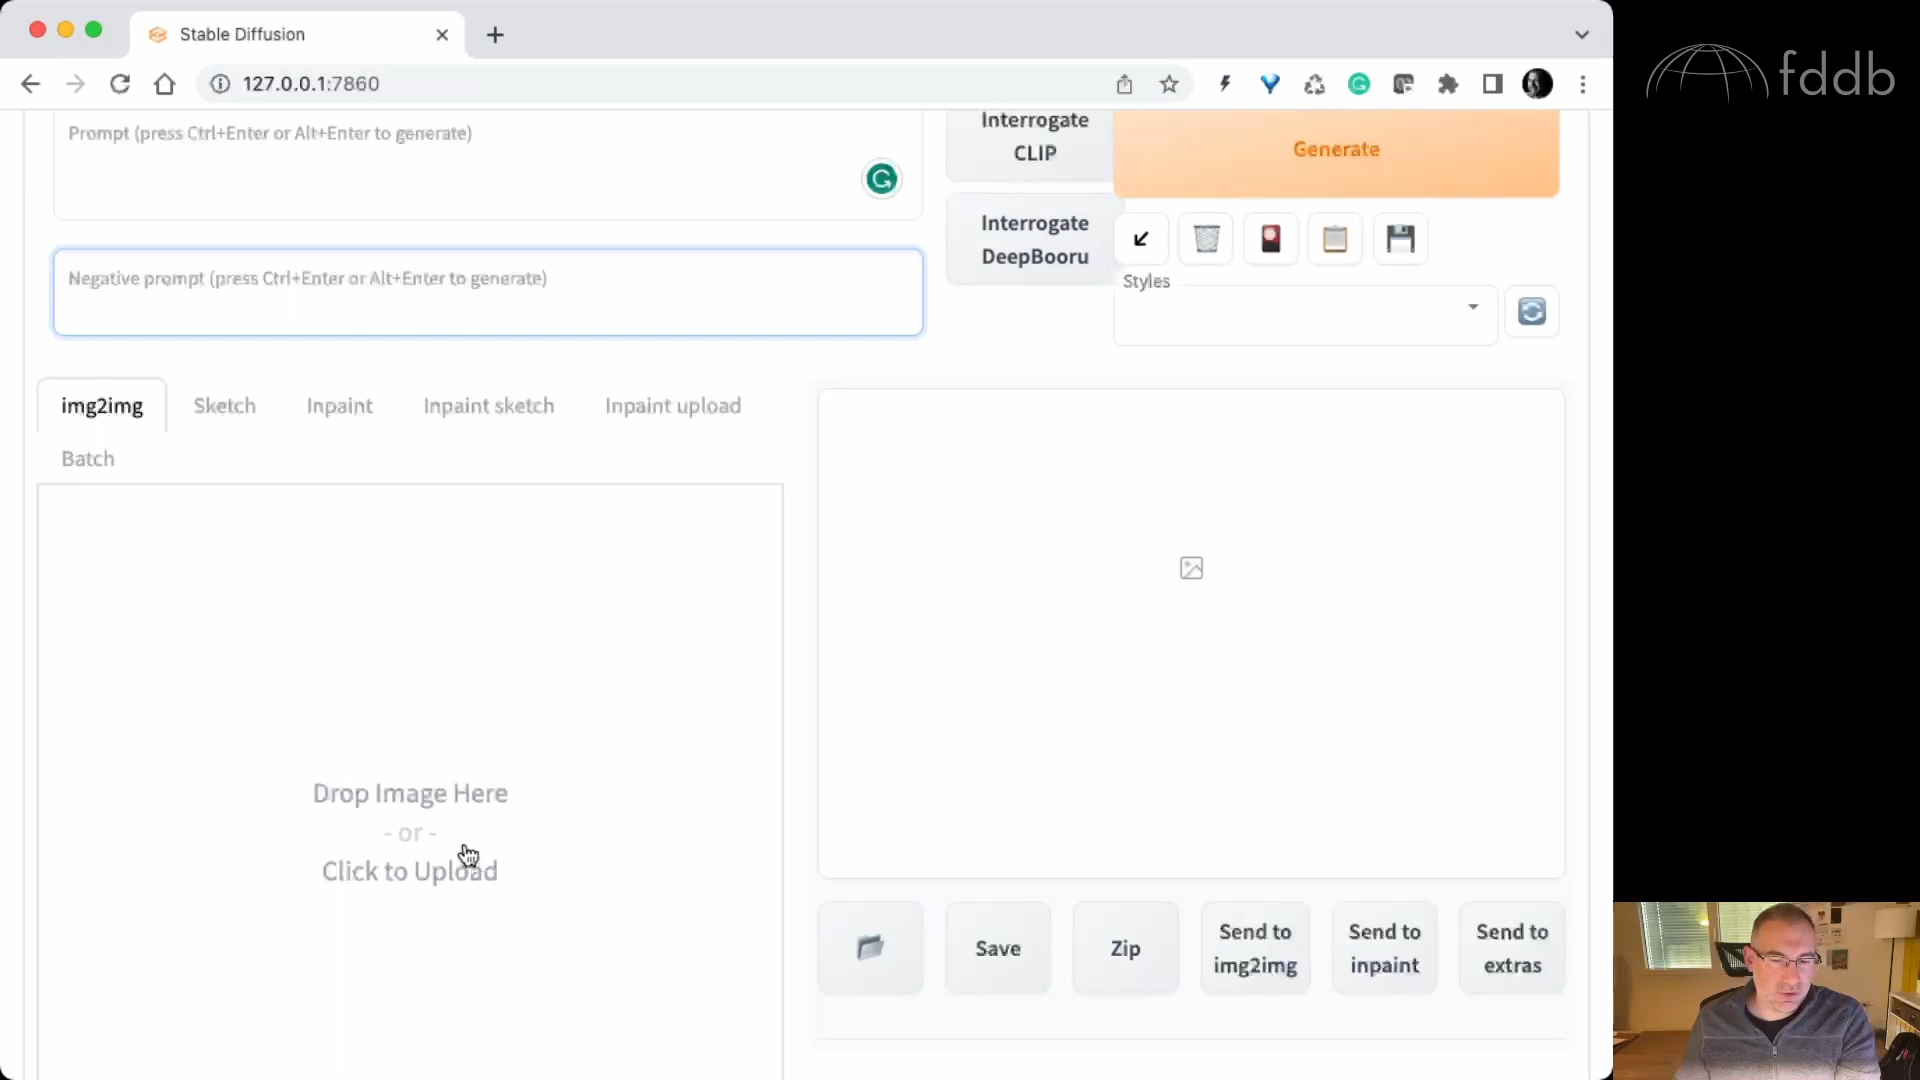 Stable Diffusion
127.0.0.1:7860
fddb
Prompt (press Ctrl+Enter or Alt+Enter to generate)
Interrogate
CLIP
Generate
Interrogate
DeepBooru
Negative prompt (press Ctrl+Enter or Alt+Enter to generate)
Styles
img2img
Sketch
Inpaint
Inpaint sketch
Inpaint upload
Batch
Drop Image Here
- or -
Click to Upload
Save
Zip
Send to
img2img
Send to
inpaint
Send to
extras